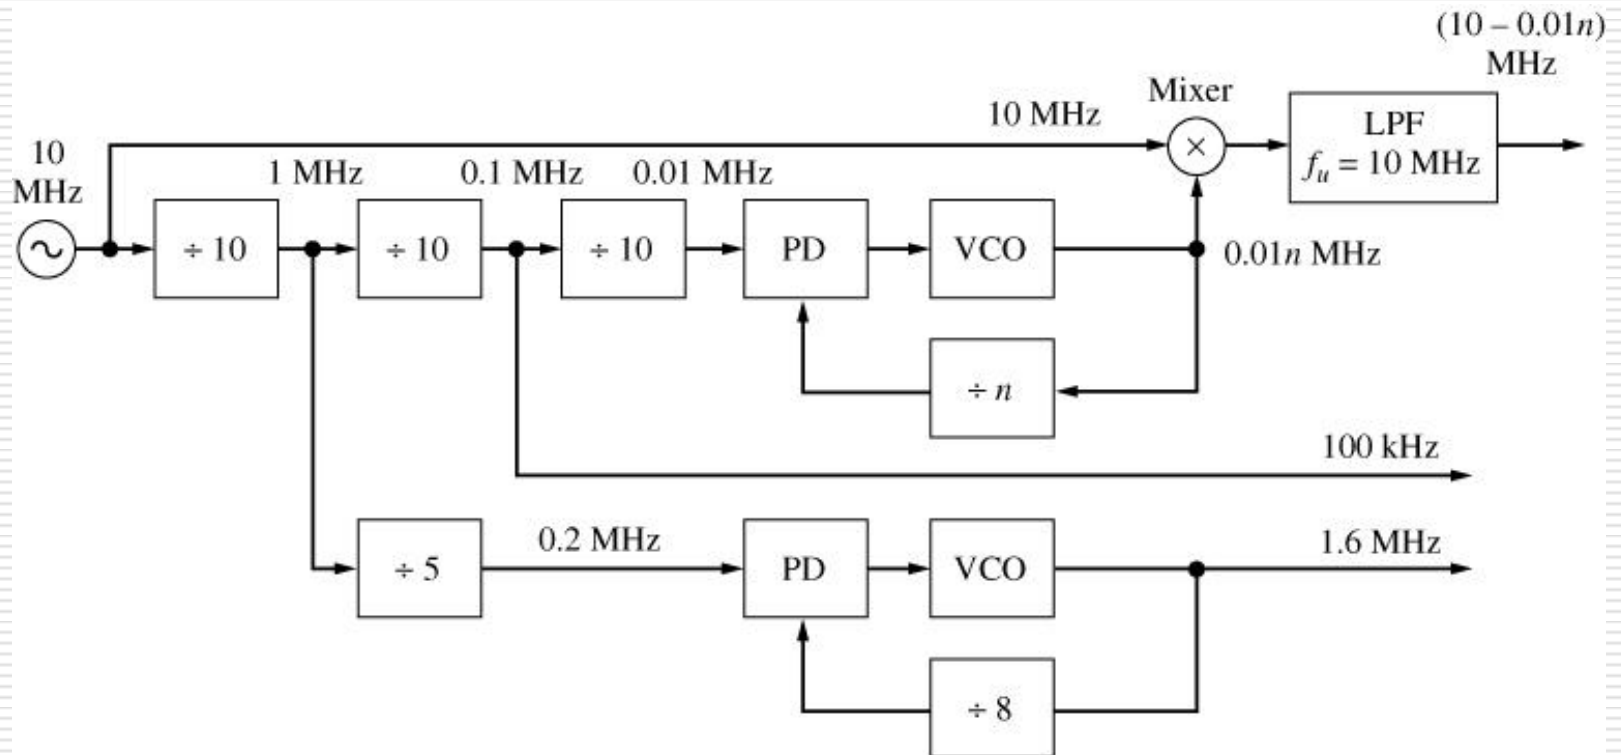 (10 – 0.01n)
MHz
Mixer
10 MHz
LPF
fᵤ = 10 MHz
10
MHz
1 MHz
0.1 MHz
0.01 MHz
÷ 10
÷ 10
÷ 10
PD
VCO
0.01n MHz
÷ n
100 kHz
÷ 5
0.2 MHz
PD
VCO
1.6 MHz
÷ 8